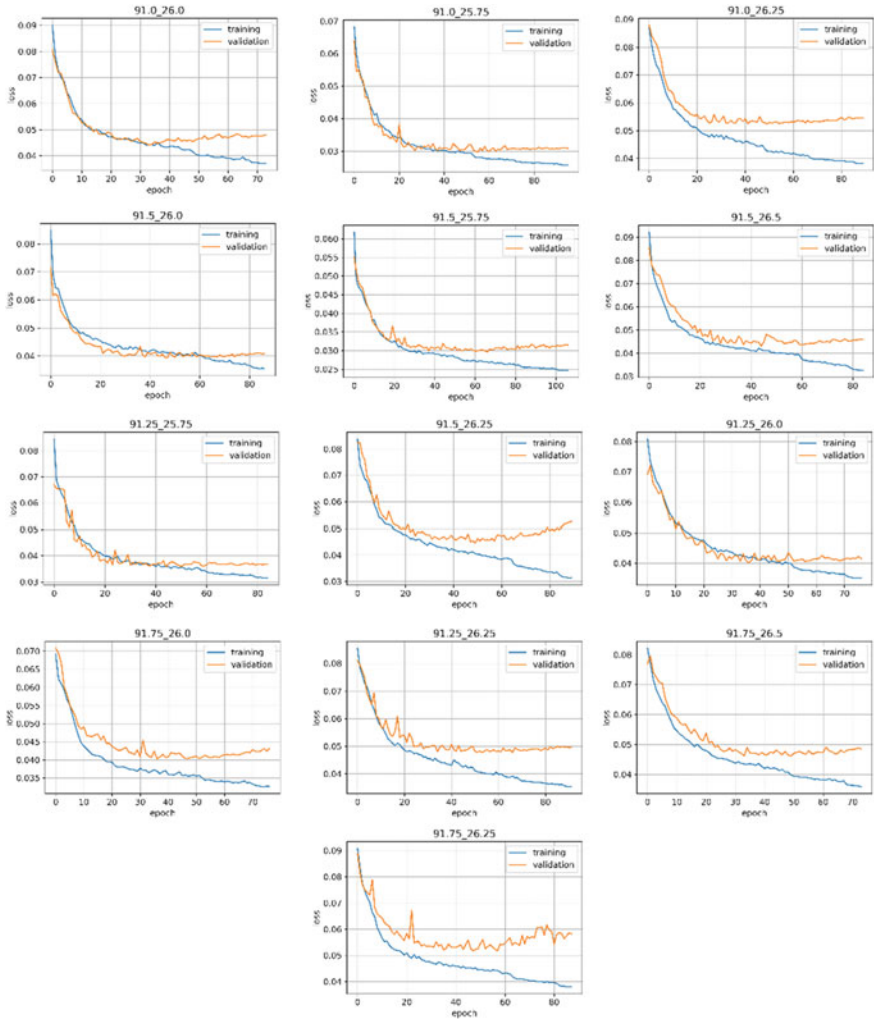 91.0_26.0
0.09
0.08
0.07
0.06
0.05
0.04
loss
training
validation
0 10 20 30 40 50 60 70
epoch
91.0_25.75
0.07
0.06
0.05
0.04
0.03
loss
training
validation
0 20 40 60 80
epoch
91.0_26.25
0.09
0.08
0.07
0.06
0.05
0.04
loss
training
validation
0 20 40 60 80
epoch
91.5_26.0
0.08
0.07
0.06
0.05
0.04
loss
training
validation
0 20 40 60 80
epoch
91.5_25.75
0.060
0.055
0.050
0.045
0.040
0.035
0.030
0.025
loss
training
validation
0 20 40 60 80 100
epoch
91.5_26.5
0.09
0.08
0.07
0.06
0.05
0.04
0.03
loss
training
validation
0 20 40 60 80
epoch
91.25_25.75
0.08
0.07
0.06
0.05
0.04
0.03
loss
training
validation
0 20 40 60 80
epoch
91.5_26.25
0.08
0.07
0.06
0.05
0.04
0.03
loss
training
validation
0 20 40 60 80
epoch
91.25_26.0
0.08
0.07
0.06
0.05
0.04
loss
training
validation
0 10 20 30 40 50 60 70
epoch
91.75_26.0
0.070
0.065
0.060
0.055
0.050
0.045
0.040
0.035
loss
training
validation
0 10 20 30 40 50 60 70
epoch
91.25_26.25
0.08
0.07
0.06
0.05
0.04
loss
training
validation
0 20 40 60 80
epoch
91.75_26.5
0.08
0.07
0.06
0.05
0.04
loss
training
validation
0 10 20 30 40 50 60 70
epoch
91.75_26.25
0.09
0.08
0.07
0.06
0.05
0.04
loss
training
validation
0 20 40 60 80
epoch